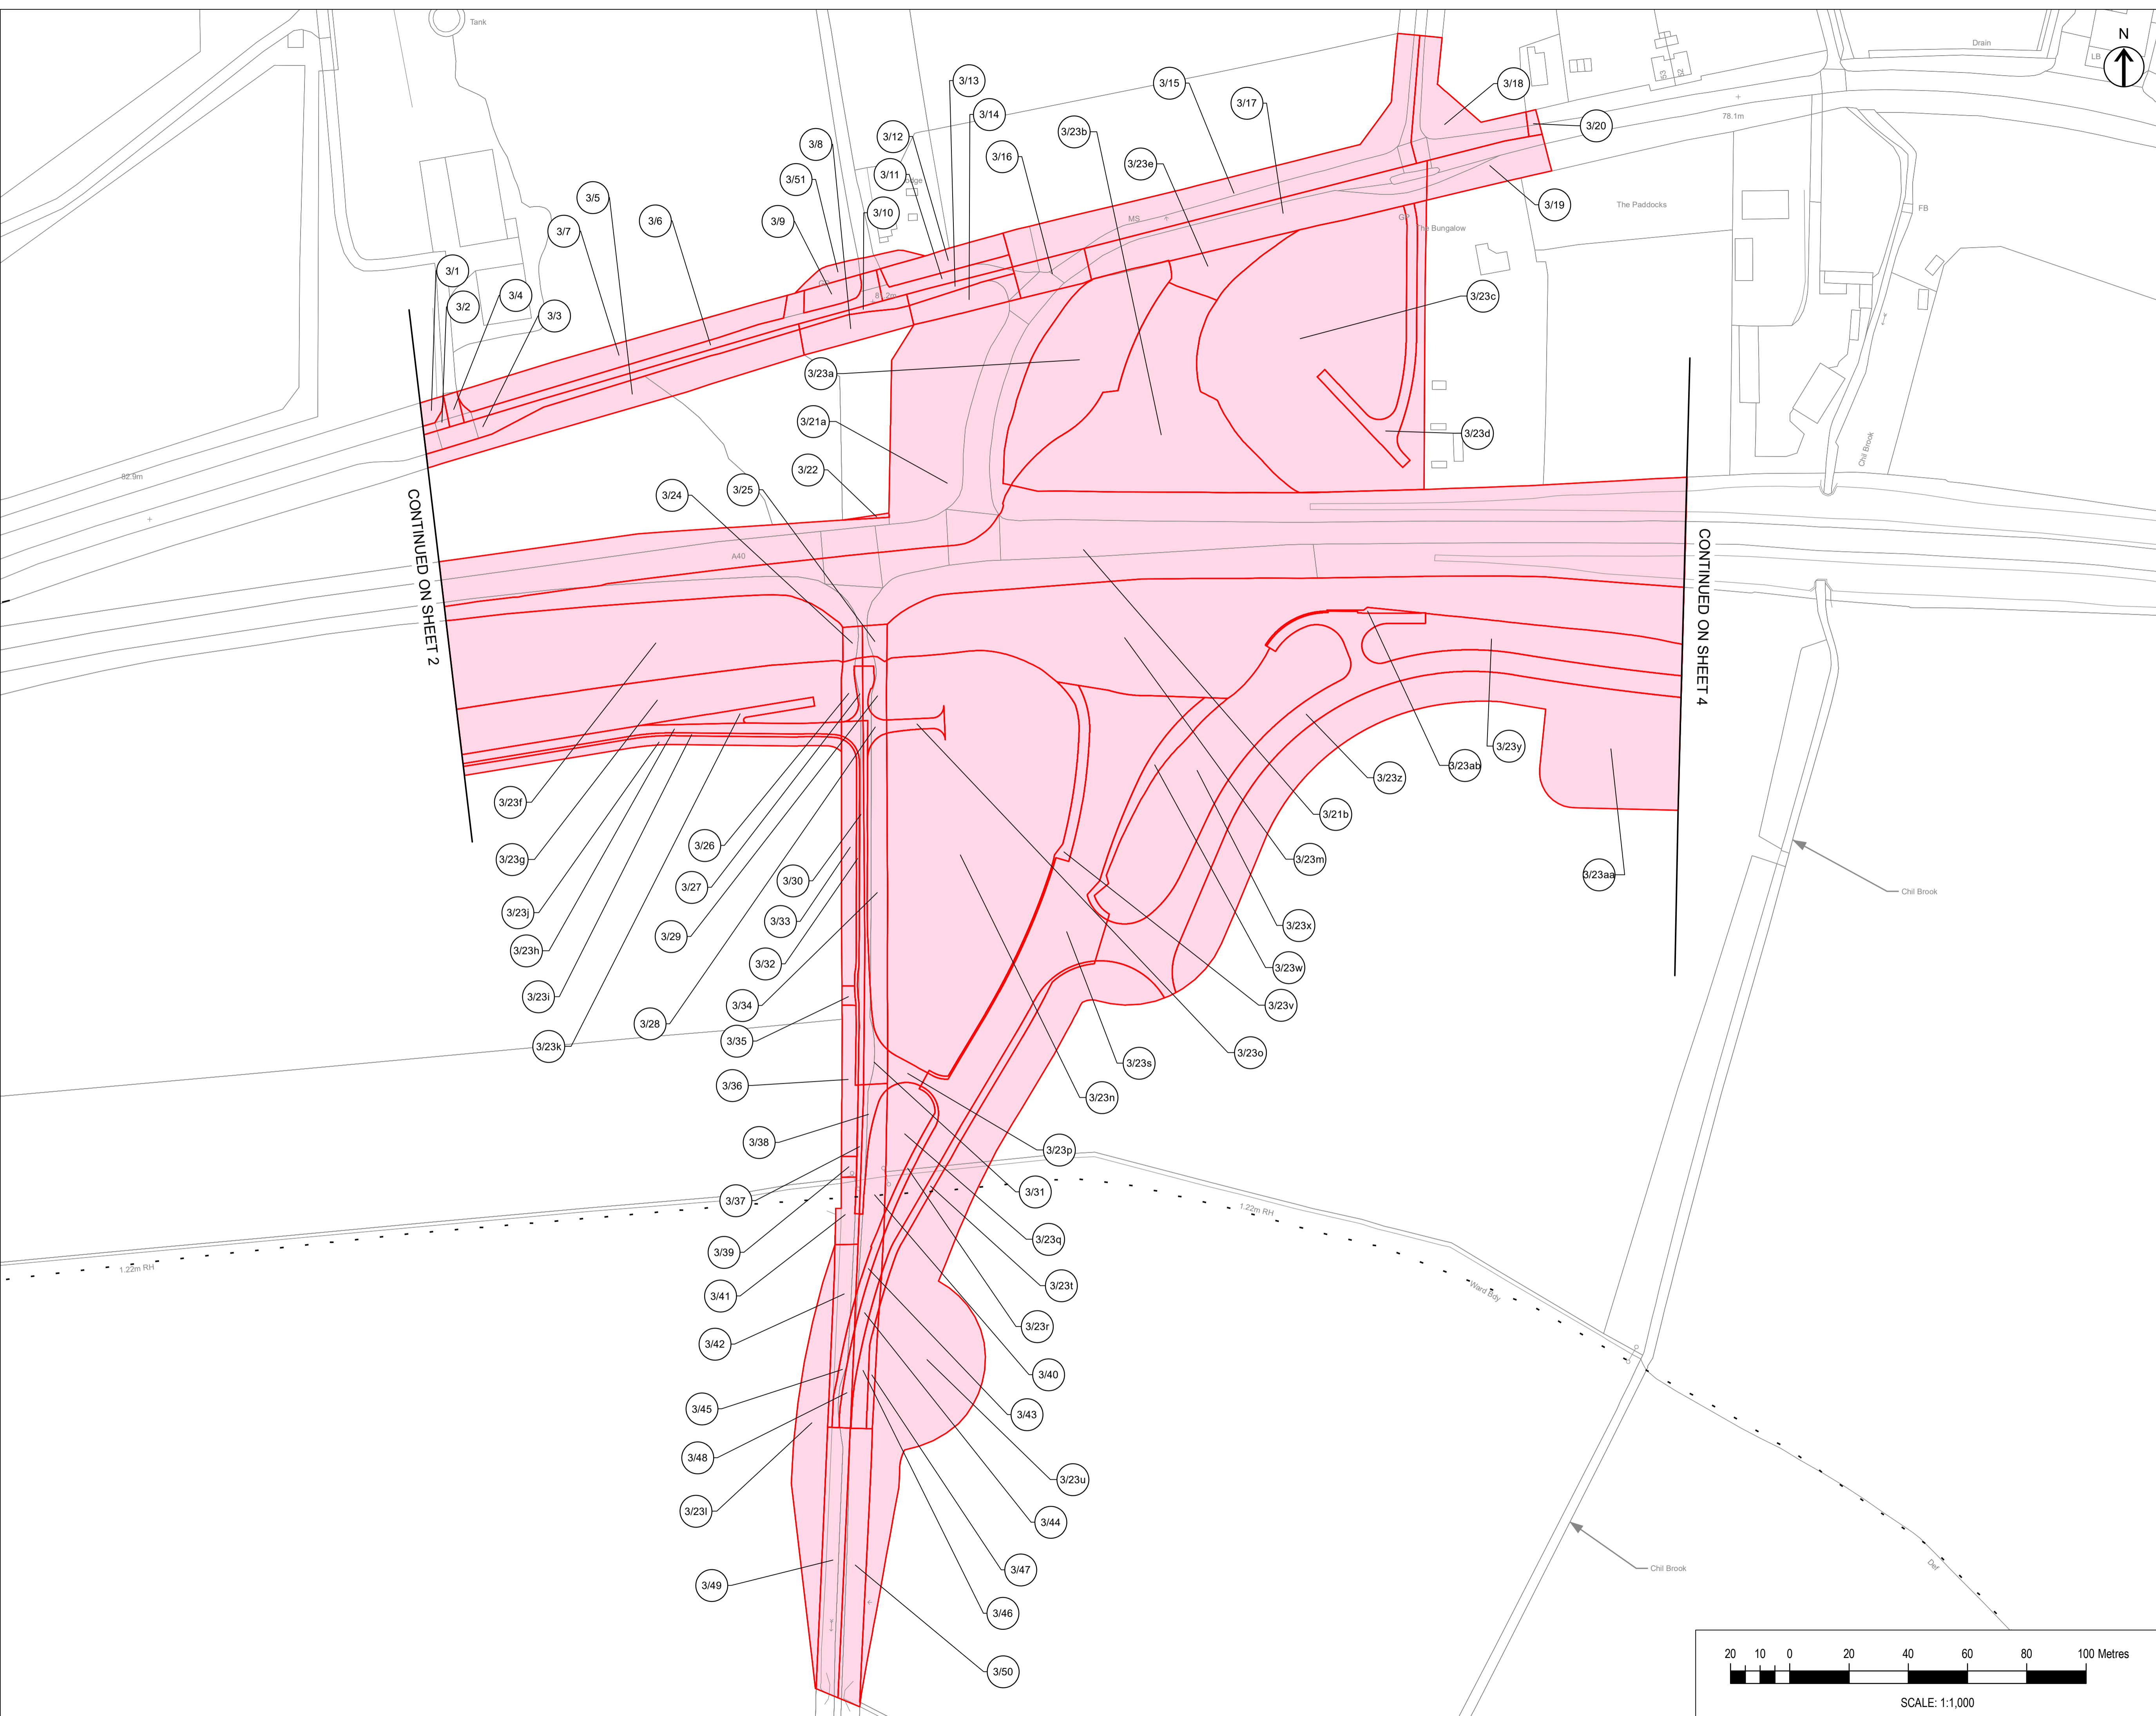 Tank
Drain
N
LB
53
52
3/13
3/15
3/18
3/17
3/14
3/12
3/23b
3/20
78.1m
3/8
3/16
3/23e
3/11
3/51
3/5
3/10
3/19
The Paddocks
FB
3/9
3/6
3/7
MS
GP
The Bungalow
3/1
3/4
3/2
3/3
3/23c
3/23a
3/21a
3/23d
Chil Brook
3/22
82.9m
3/24
3/25
CONTINUED ON SHEET 2
A40
CONTINUED ON SHEET 4
3/23f
3/23y
3/23ab
3/23z
3/21b
3/26
3/23g
3/23m
3/27
3/30
3/23aa
Chil Brook
3/23j
3/33
3/23x
3/29
3/23h
3/32
3/23w
3/23i
3/34
3/23v
3/28
3/35
3/23k
3/23o
3/23s
3/36
3/23n
3/38
3/23p
3/37
3/31
1.22m RH
3/39
3/23q
1.22m RH
3/41
3/23t
Ward Bdy
3/42
3/23r
3/40
3/45
3/43
3/48
3/23u
3/23l
3/44
3/47
Chil Brook
Def
3/49
3/46
3/50
20 10 0 20 40 60 80 100 Metres
SCALE: 1:1,000